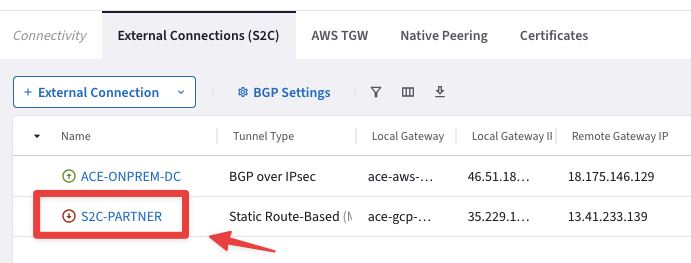 Connectivity External Connections (S2C) AWS TGW Native Peering Certificates
+ External Connection BGP Settings
Name Tunnel Type Local Gateway Local Gateway II Remote Gateway IP
ACE-ONPREM-DC BGP over IPsec ace-aws-... 46.51.18... 18.175.146.129
S2C-PARTNER Static Route-Based ace-gcp-... 35.229.1... 13.41.233.139